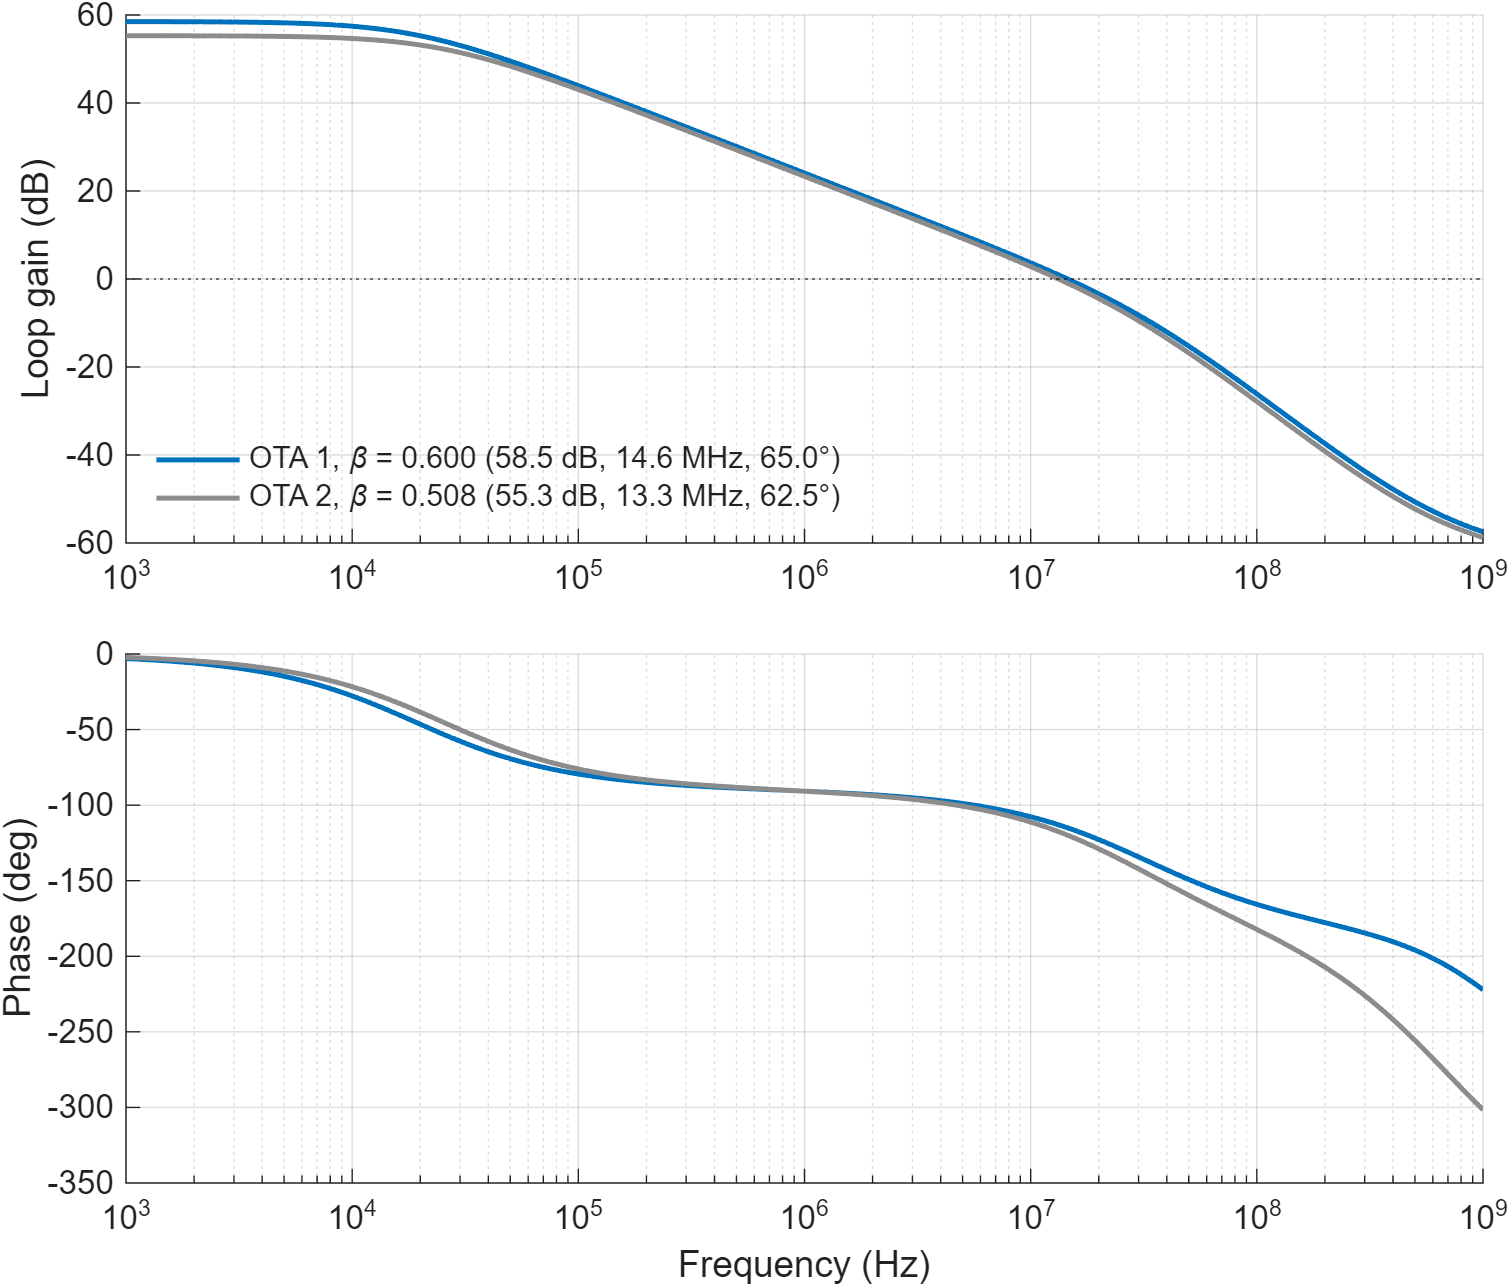 60
40
20
0
-20
-40
-60
Loop gain (dB)
OTA 1, β = 0.600 (58.5 dB, 14.6 MHz, 65.0°)
OTA 2, β = 0.508 (55.3 dB, 13.3 MHz, 62.5°)
10³ 10⁴ 10⁵ 10⁶ 10⁷ 10⁸ 10⁹
0
-50
-100
-150
-200
-250
-300
-350
Phase (deg)
10³ 10⁴ 10⁵ 10⁶ 10⁷ 10⁸ 10⁹
Frequency (Hz)